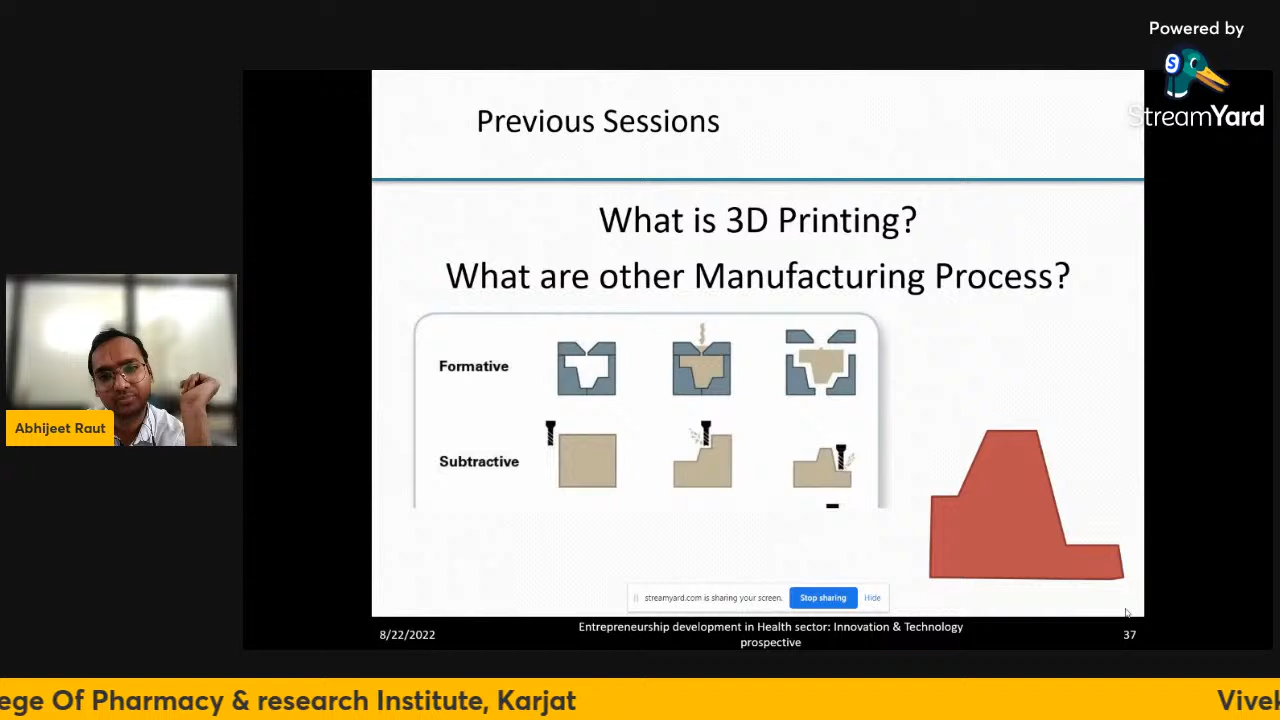 Powered by
StreamYard
Previous Sessions
What is 3D Printing?
What are other Manufacturing Process?
Formative
Subtractive
Abhijeet Raut
streamyard.com is sharing your screen.
Stop sharing
Hide
8/22/2022
Entrepreneurship development in Health sector: Innovation & Technology
prospective
37
ege Of Pharmacy & research Institute, Karjat
Vivek